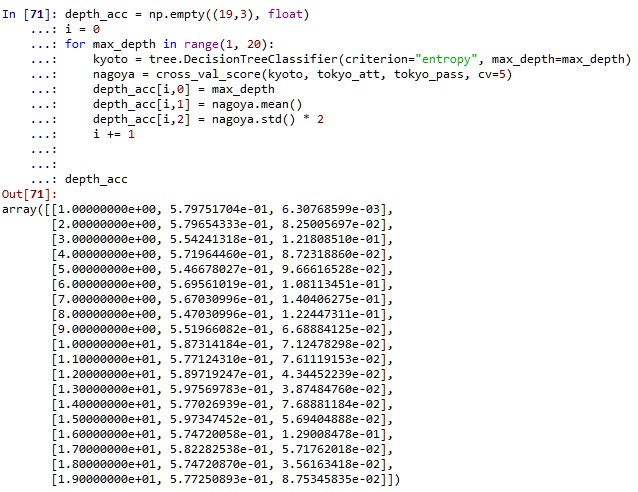 In [71]: depth_acc = np.empty((19,3), float)
    ...: i = 0
    ...: for max_depth in range(1, 20):
    ...:     kyoto = tree.DecisionTreeClassifier(criterion="entropy", max_depth=max_depth)
    ...:     nagoya = cross_val_score(kyoto, tokyo_att, tokyo_pass, cv=5)
    ...:     depth_acc[i,0] = max_depth
    ...:     depth_acc[i,1] = nagoya.mean()
    ...:     depth_acc[i,2] = nagoya.std() * 2
    ...:     i += 1
    ...:
    ...:
    ...: depth_acc
Out[71]:
array([[1.00000000e+00, 5.79751704e-01, 6.30768599e-03],
       [2.00000000e+00, 5.79654333e-01, 8.25005697e-02],
       [3.00000000e+00, 5.54241318e-01, 1.21808510e-01],
       [4.00000000e+00, 5.71964460e-01, 8.72318860e-02],
       [5.00000000e+00, 5.46678027e-01, 9.66616528e-02],
       [6.00000000e+00, 5.69561019e-01, 1.08113451e-01],
       [7.00000000e+00, 5.67030996e-01, 1.40406275e-01],
       [8.00000000e+00, 5.47030996e-01, 1.22447311e-01],
       [9.00000000e+00, 5.51966082e-01, 6.68884125e-02],
       [1.00000000e+01, 5.87314184e-01, 7.12478298e-02],
       [1.10000000e+01, 5.77124310e-01, 7.61119153e-02],
       [1.20000000e+01, 5.89719247e-01, 4.34452239e-02],
       [1.30000000e+01, 5.97569783e-01, 3.87484760e-02],
       [1.40000000e+01, 5.77026939e-01, 7.68881184e-02],
       [1.50000000e+01, 5.97347452e-01, 5.69404888e-02],
       [1.60000000e+01, 5.74720058e-01, 1.29008478e-01],
       [1.70000000e+01, 5.82282538e-01, 5.71762018e-02],
       [1.80000000e+01, 5.74720870e-01, 3.56163418e-02],
       [1.90000000e+01, 5.77250893e-01, 8.75345835e-02]])